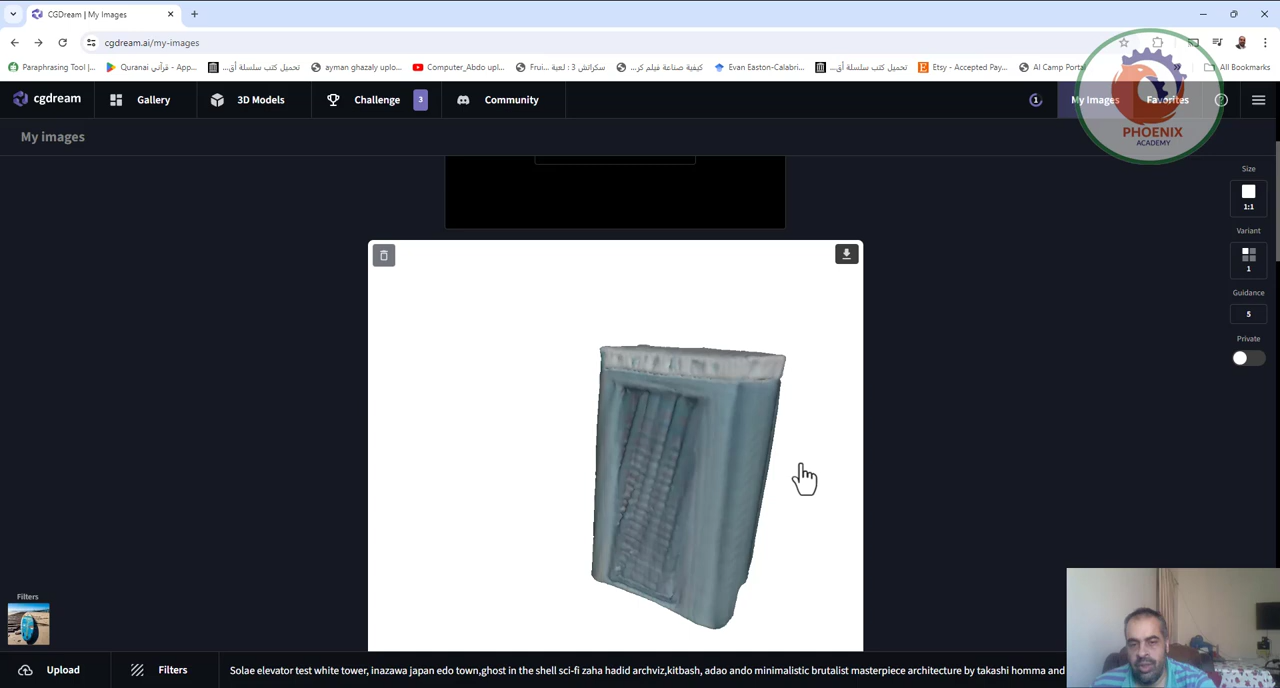 CGDream | My Images
cgdream.ai/my-images
Paraphrasing Tool |...
Quranai - قرآني - App...
تحميل كتب سلسلة أق...
ayman ghazaly uplo...
Computer_Abdo upl...
سكراتش 3 : لعبة Frui...
كيفية صناعة فيلم كر...
Evan Easton-Calabri...
تحميل كتب سلسلة أق...
Etsy - Accepted Pay...
AI Camp Portal
»
All Bookmarks
cgdream
Gallery
3D Models
Challenge
3
Community
1
My Images
Favorites
PHOENIX
ACADEMY
My images
Size
1:1
Variant
1
Guidance
5
Private
Filters
Upload
Filters
Solae elevator test white tower, inazawa japan edo town,ghost in the shell sci-fi zaha hadid archviz,kitbash, adao ando minimalistic brutalist masterpiece architecture by takashi homma and